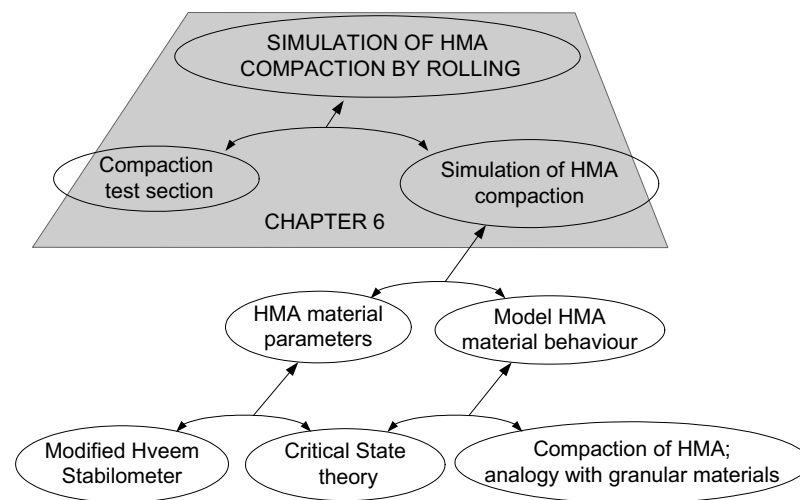 SIMULATION OF HMA
COMPACTION BY ROLLING
Compaction
test section
Simulation of HMA
compaction
CHAPTER 6
HMA material
parameters
Model HMA
material behaviour
Modified Hveem
Stabilometer
Critical State
theory
Compaction of HMA;
analogy with granular materials